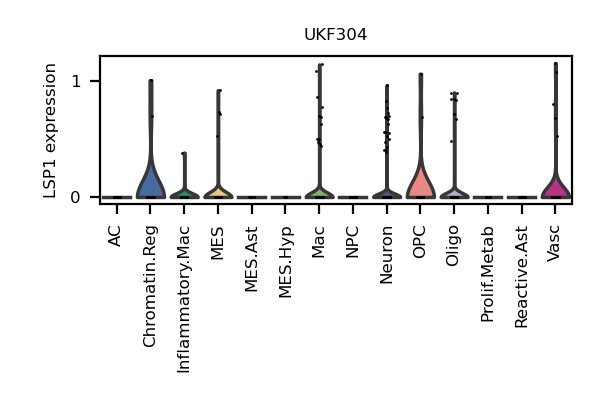 UKF304
LSP1 expression
1
0
AC
Chromatin.Reg
Inflammatory.Mac
MES
MES.Ast
MES.Hyp
Mac
NPC
Neuron
OPC
Oligo
Prolif.Metab
Reactive.Ast
Vasc